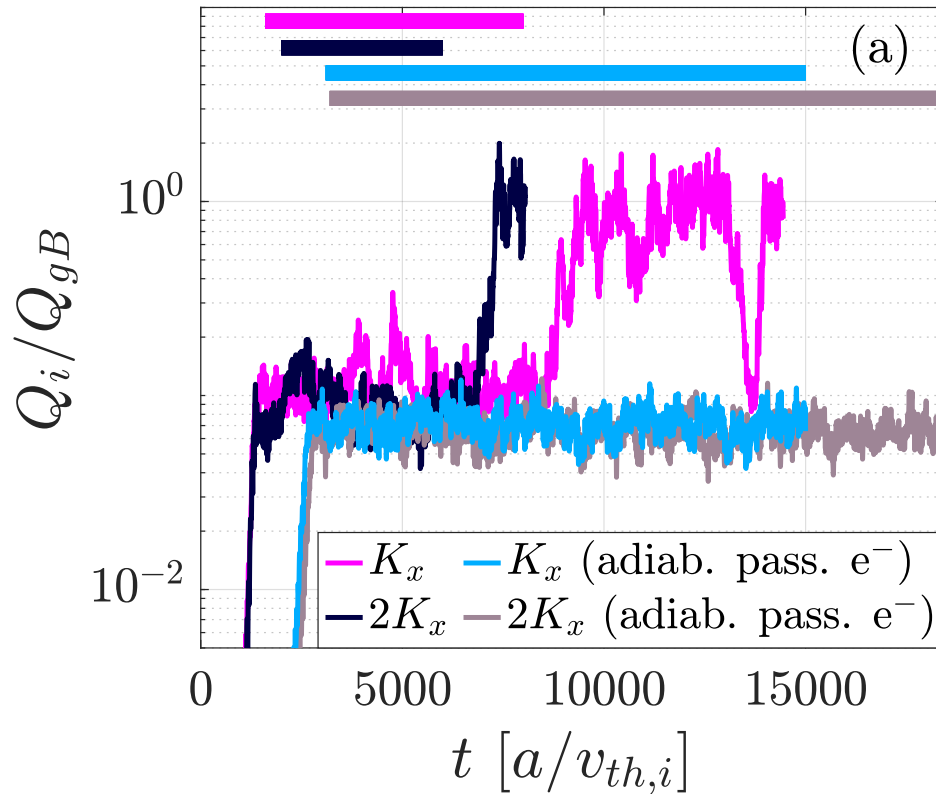 (a)
10^0
Q_i/Q_{gB}
10^{-2}
K_x K_x (adiab. pass. e^-)
2K_x 2K_x (adiab. pass. e^-)
0 5000 10000 15000
t [a/v_{th,i}]